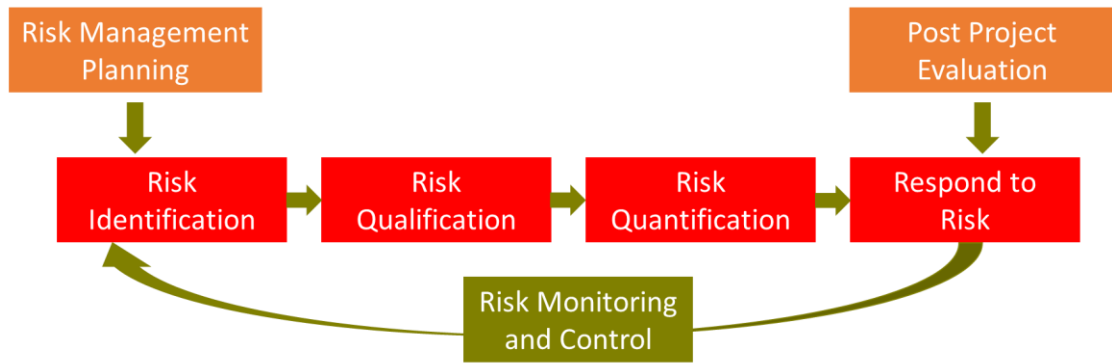 Risk Management
Planning
Post Project
Evaluation
Risk
Identification
Risk
Qualification
Risk
Quantification
Respond to
Risk
Risk Monitoring
and Control